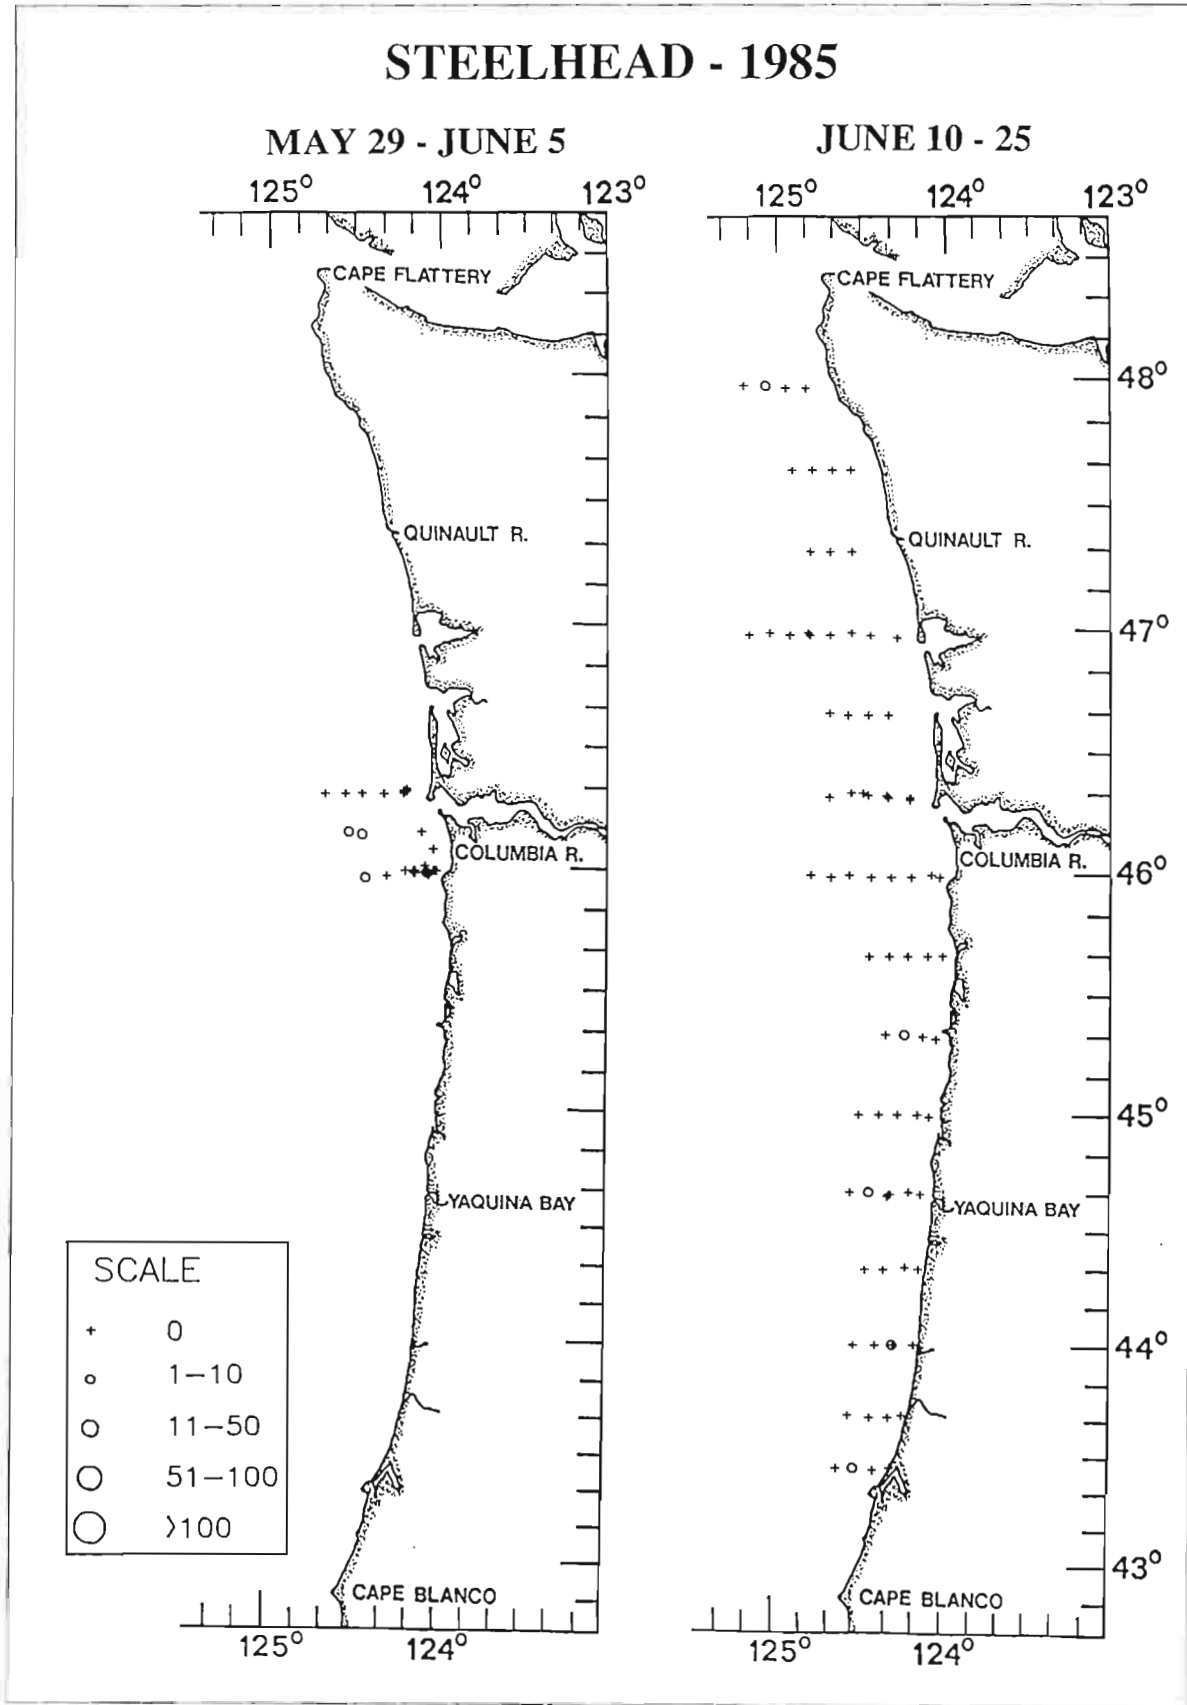 STEELHEAD - 1985
MAY 29 - JUNE 5
125° 124° 123°
CAPE FLATTERY
QUINAULT R.
COLUMBIA R.
YAQUINA BAY
CAPE BLANCO
125° 124°
JUNE 10 - 25
125° 124° 123°
CAPE FLATTERY
48°
QUINAULT R.
47°
COLUMBIA R.
46°
45°
YAQUINA BAY
44°
43°
CAPE BLANCO
125° 124°
SCALE
+ 0
○ 1-10
○ 11-50
○ 51-100
○ >100